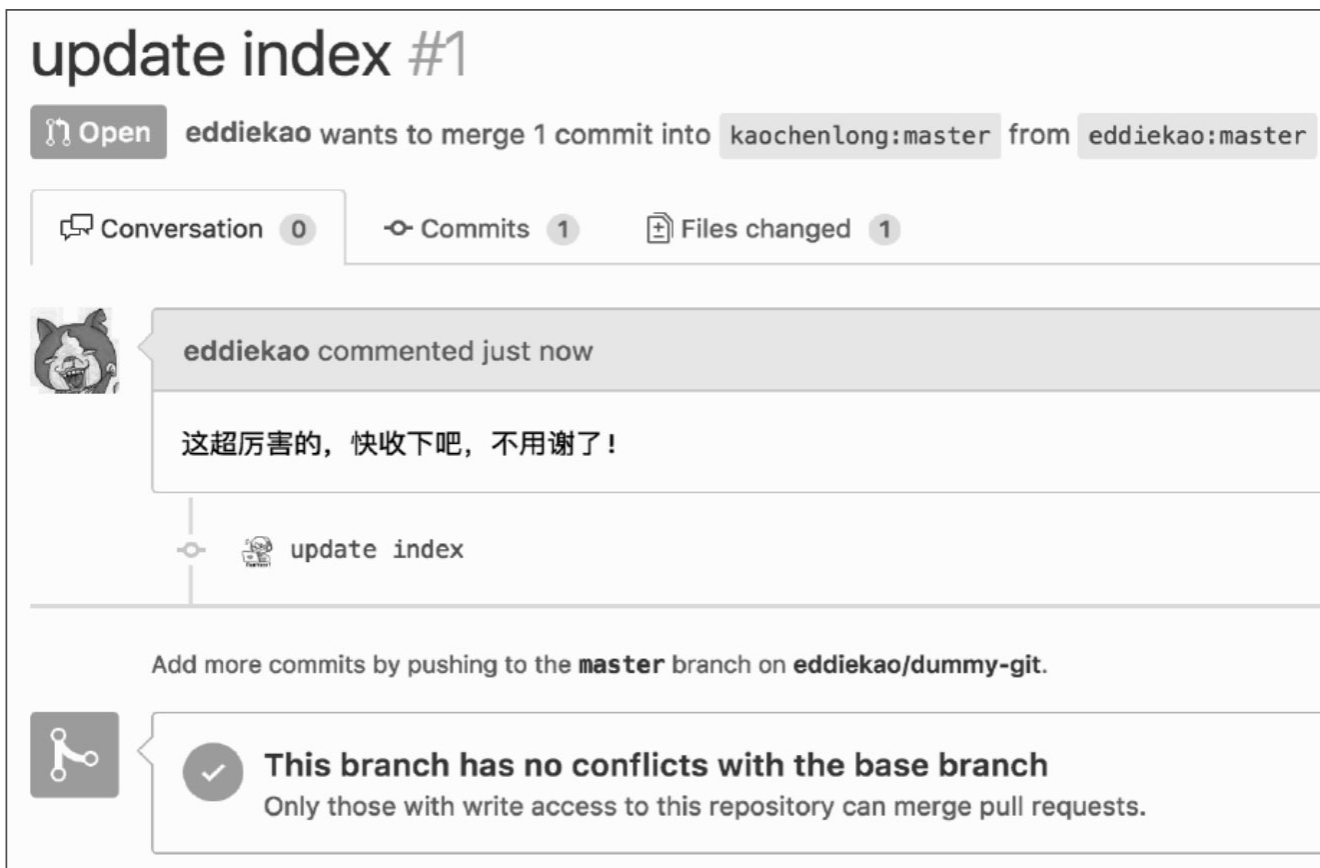 update index #1
Open eddiekao wants to merge 1 commit into kaochenlong:master from eddiekao:master
Conversation 0 Commits 1 Files changed 1
eddiekao commented just now
这超厉害的，快收下吧，不用谢了！
update index
Add more commits by pushing to the master branch on eddiekao/dummy-git.
This branch has no conflicts with the base branch
Only those with write access to this repository can merge pull requests.